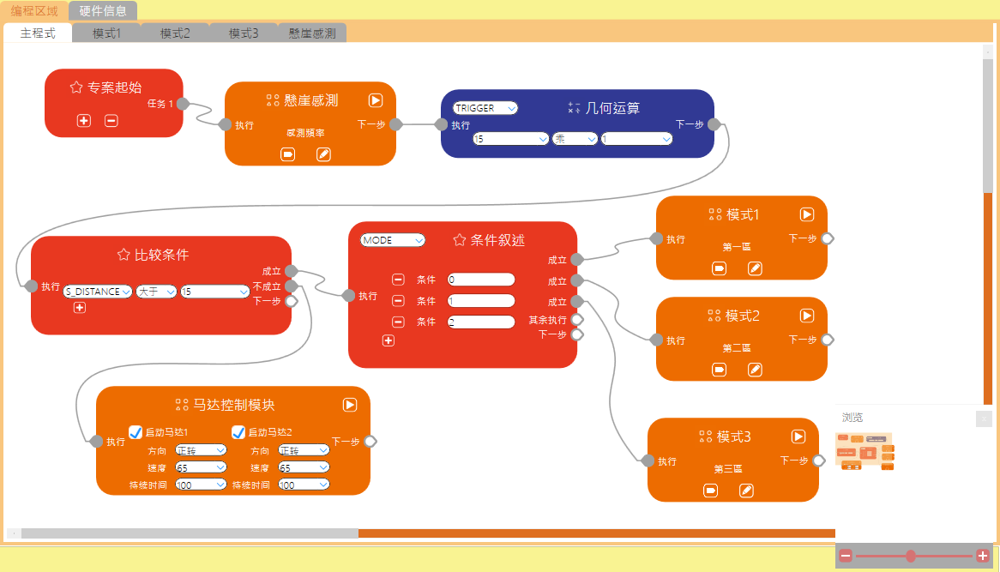 编程区域 硬件信息
主程式 模式1 模式2 模式3 懸崖感測
专案起始
任务 1
懸崖感測
执行 下一步
感測頻率
TRIGGER 几何运算
执行 下一步
15 乘 1
比较条件
成立
执行 S_DISTANCE 大于 15 不成立
下一步
MODE 条件叙述
成立
条件 0
成立
执行 条件 1
成立
条件 2
其余执行
下一步
模式1
执行 下一步
第一區
模式2
执行 下一步
第二區
马达控制模块
启动马达1 启动马达2
执行 下一步
方向 正转 方向 正转
速度 65 速度 65
持续时间 100 持续时间 100
模式3
执行 下一步
第三區
浏览